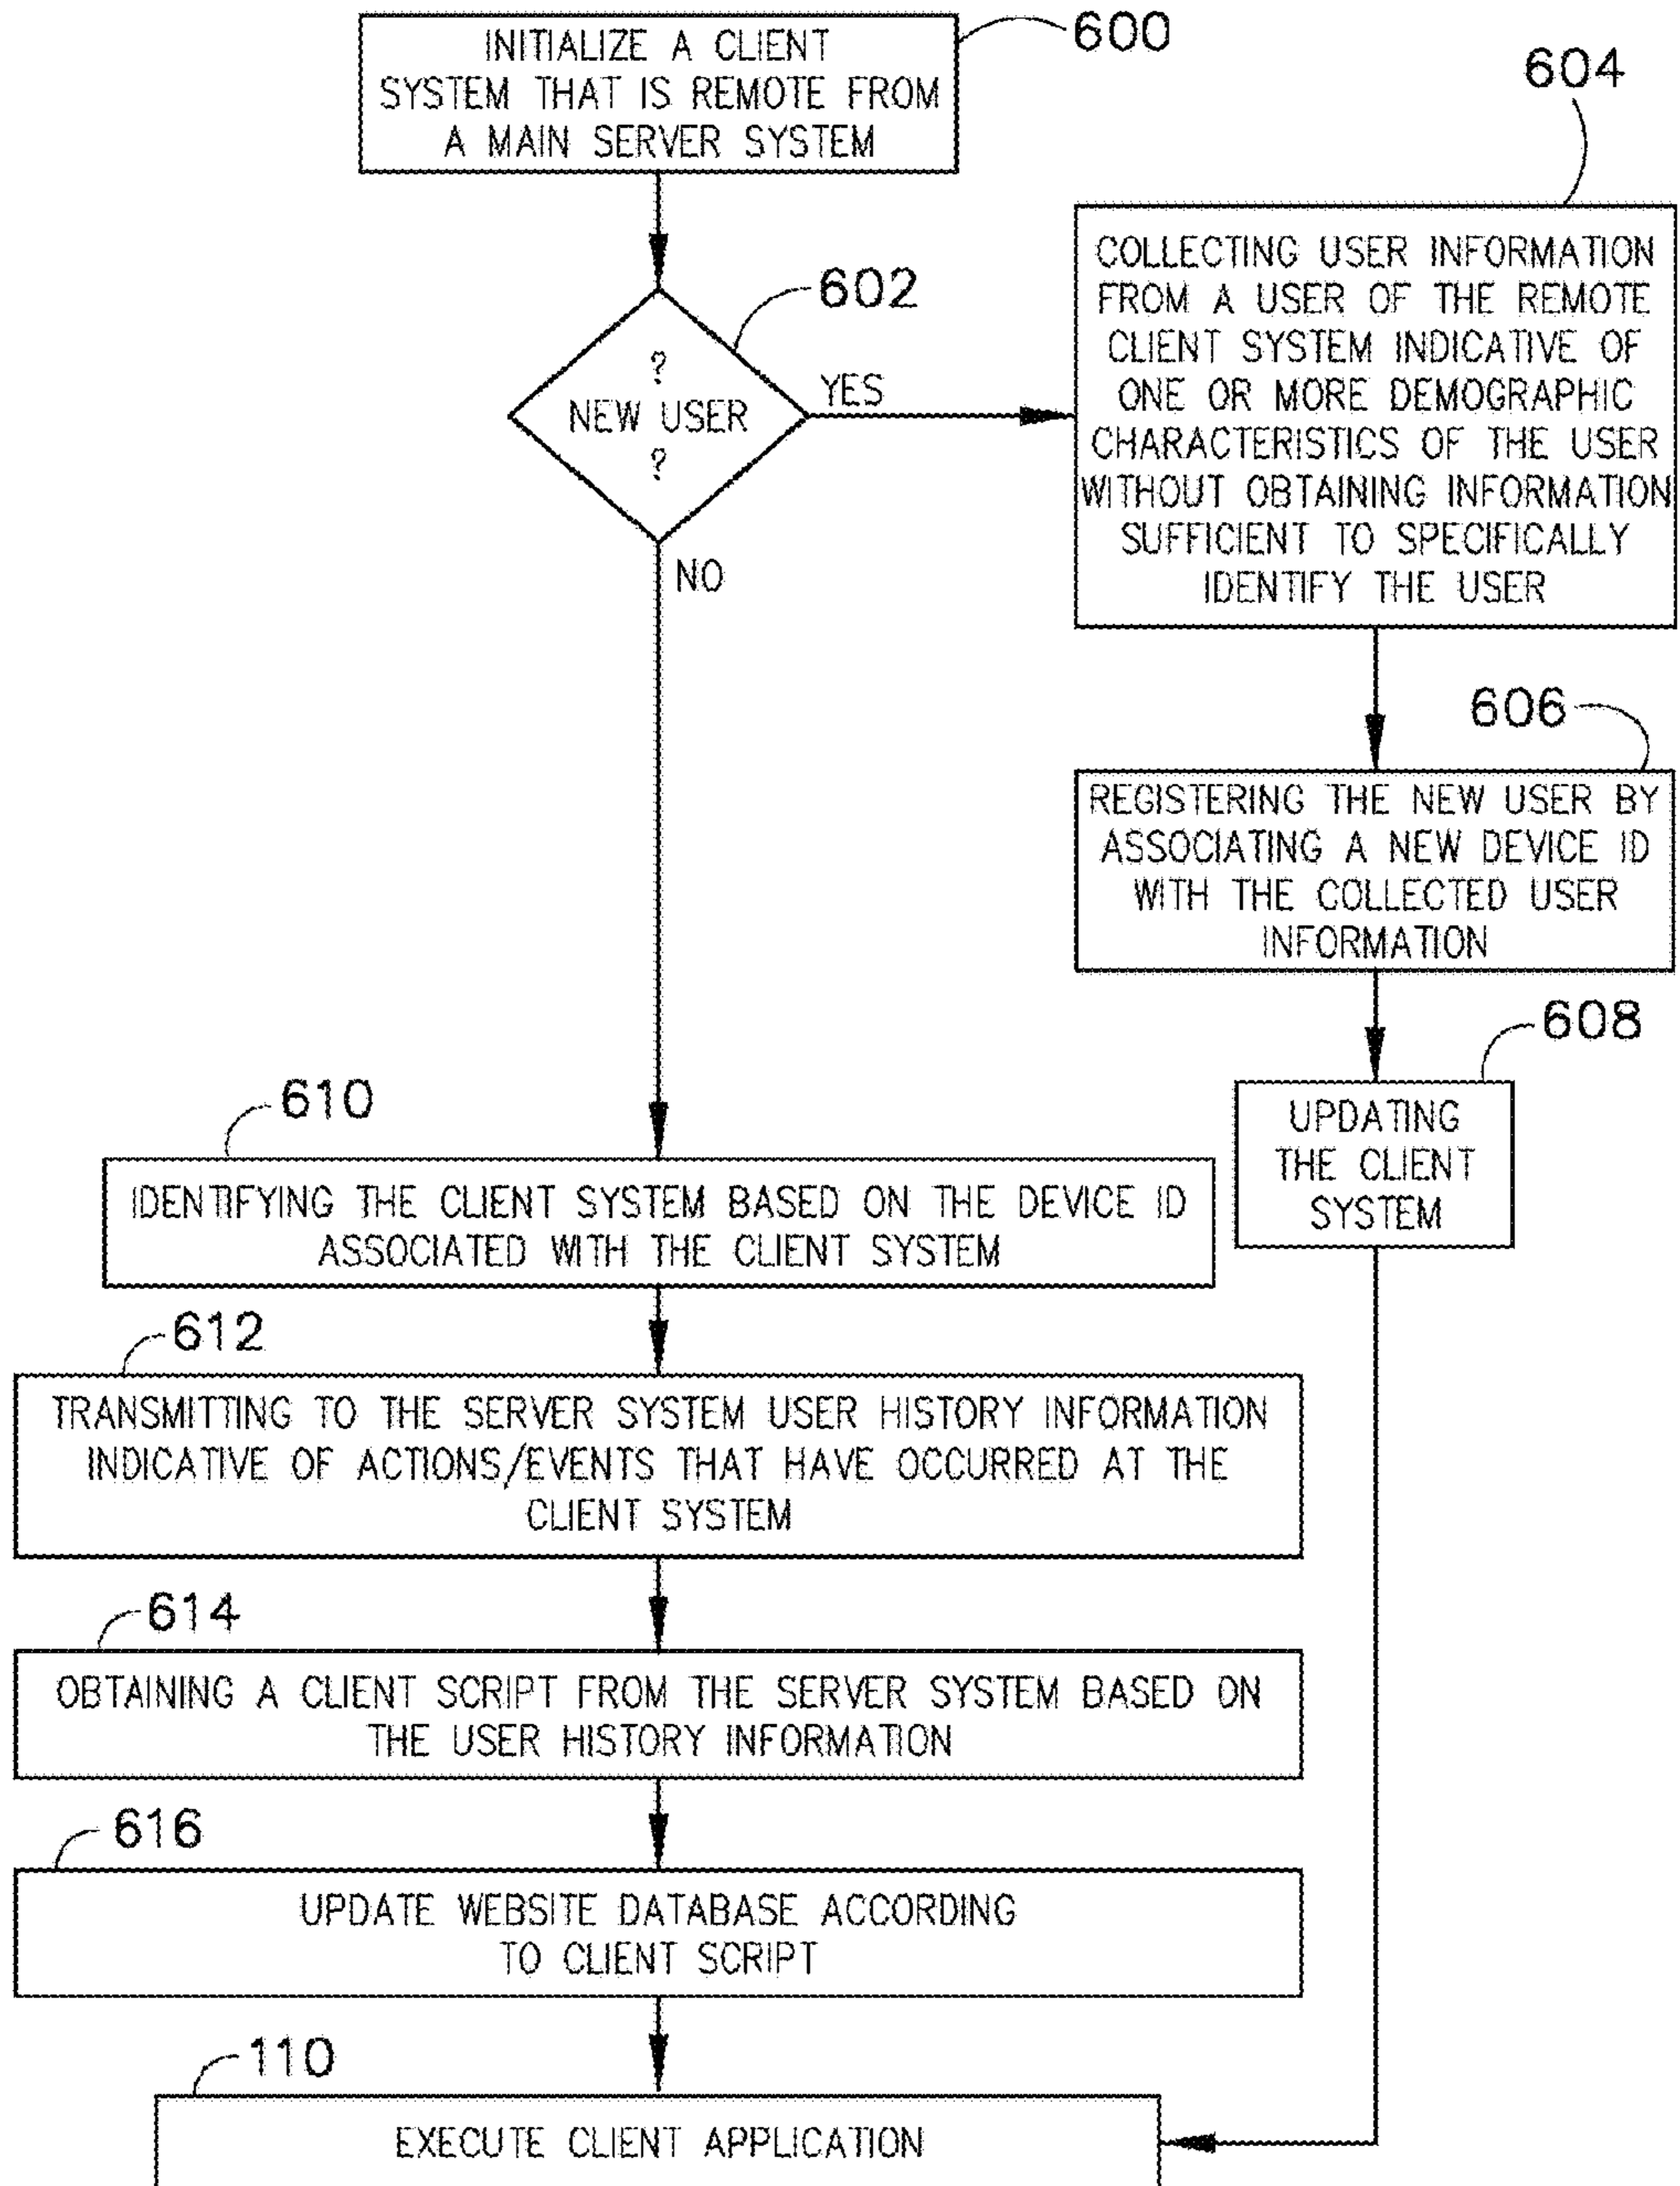 INITIALIZE A CLIENT
SYSTEM THAT IS REMOTE FROM
A MAIN SERVER SYSTEM
600
602
?
NEW USER
?
YES
NO
604
COLLECTING USER INFORMATION
FROM A USER OF THE REMOTE
CLIENT SYSTEM INDICATIVE OF
ONE OR MORE DEMOGRAPHIC
CHARACTERISTICS OF THE USER
WITHOUT OBTAINING INFORMATION
SUFFICIENT TO SPECIFICALLY
IDENTIFY THE USER
606
REGISTERING THE NEW USER BY
ASSOCIATING A NEW DEVICE ID
WITH THE COLLECTED USER
INFORMATION
608
UPDATING
THE CLIENT
SYSTEM
610
IDENTIFYING THE CLIENT SYSTEM BASED ON THE DEVICE ID
ASSOCIATED WITH THE CLIENT SYSTEM
612
TRANSMITTING TO THE SERVER SYSTEM USER HISTORY INFORMATION
INDICATIVE OF ACTIONS/EVENTS THAT HAVE OCCURRED AT THE
CLIENT SYSTEM
614
OBTAINING A CLIENT SCRIPT FROM THE SERVER SYSTEM BASED ON
THE USER HISTORY INFORMATION
616
UPDATE WEBSITE DATABASE ACCORDING
TO CLIENT SCRIPT
110
EXECUTE CLIENT APPLICATION